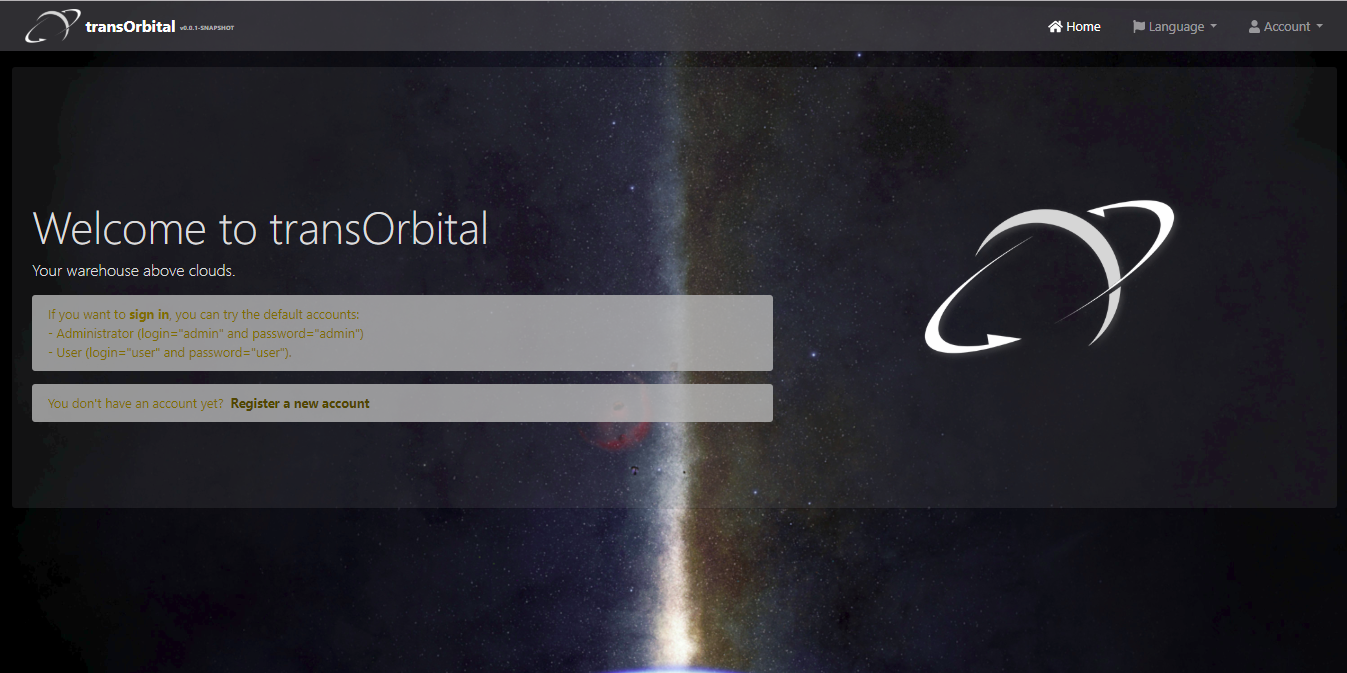 transOrbital v0.0.1-SNAPSHOT
Home Language Account
Welcome to transOrbital
Your warehouse above clouds.
If you want to sign in, you can try the default accounts:
- Administrator (login="admin" and password="admin")
- User (login="user" and password="user").
You don't have an account yet? Register a new account